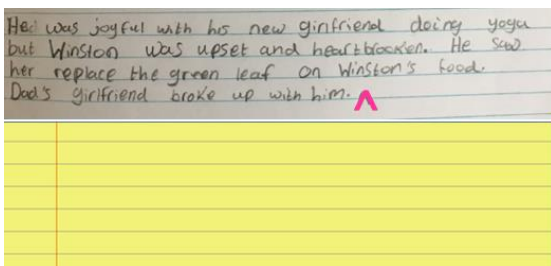 He was joyful with his new girlfriend doing yoga
but Winston was upset and heartbrocken. He saw
her replace the green leaf on Winston's food.
Dad's girlfriend broke up with him.